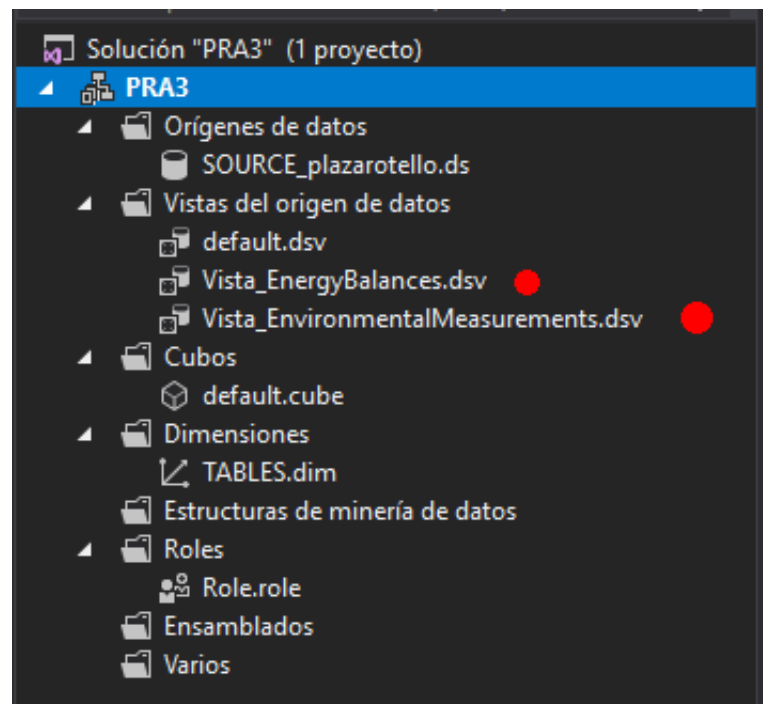 Solución "PRA3" (1 proyecto)
PRA3
Orígenes de datos
SOURCE_plazarotello.ds
Vistas del origen de datos
default.dsv
Vista_EnergyBalances.dsv
Vista_EnvironmentalMeasurements.dsv
Cubos
default.cube
Dimensiones
TABLES.dim
Estructuras de minería de datos
Roles
Role.role
Ensamblados
Varios